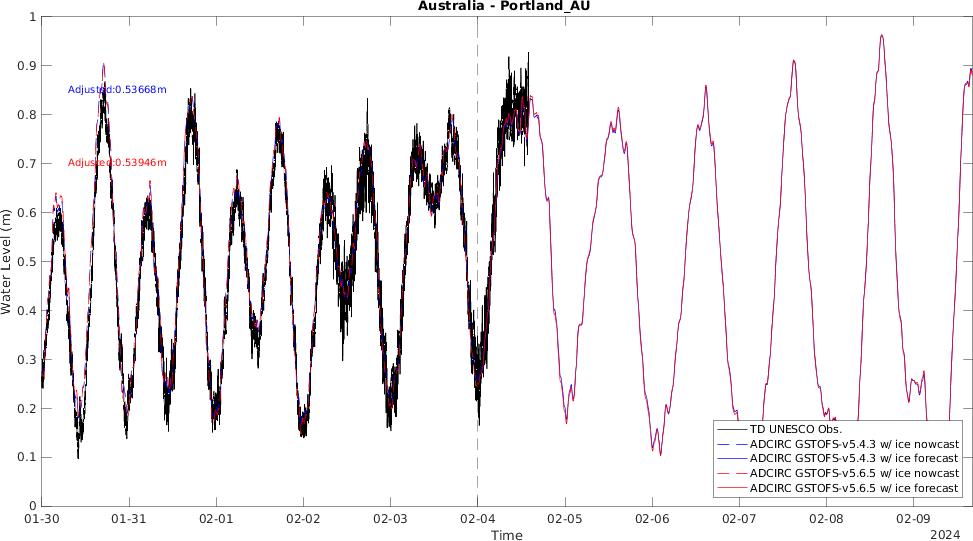 Australia - Portland_AU
1
0.9
0.8
0.7
0.6
0.5
0.4
0.3
0.2
0.1
0
Water Level (m)
Adjusted:0.53668m
Adjusted:0.53946m
TD UNESCO Obs.
ADCIRC GSTOFS-v5.4.3 w/ ice nowcast
ADCIRC GSTOFS-v5.4.3 w/ ice forecast
ADCIRC GSTOFS-v5.6.5 w/ ice nowcast
ADCIRC GSTOFS-v5.6.5 w/ ice forecast
01-30 01-31 02-01 02-02 02-03 02-04 02-05 02-06 02-07 02-08 02-09
Time
2024